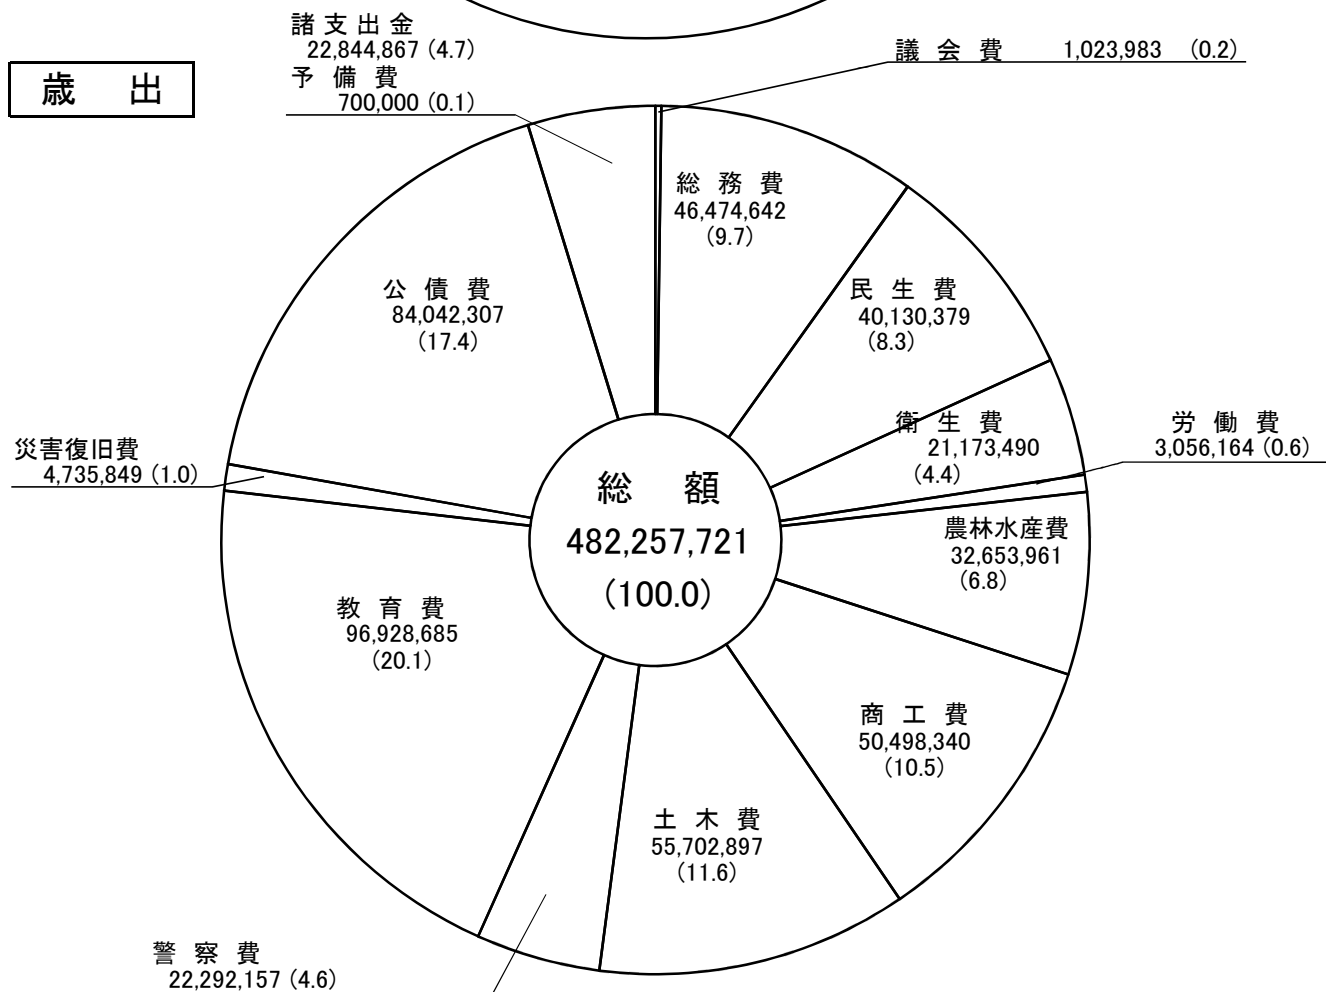 歳 出
諸支出金
22,844,867 (4.7)
予備費
700,000 (0.1)
議会費 1,023,983 (0.2)
総務費
46,474,642
(9.7)
民生費
40,130,379
(8.3)
衛生費
21,173,490
(4.4)
労働費
3,056,164 (0.6)
農林水産費
32,653,961
(6.8)
商工費
50,498,340
(10.5)
土木費
55,702,897
(11.6)
警察費
22,292,157 (4.6)
教育費
96,928,685
(20.1)
災害復旧費
4,735,849 (1.0)
公債費
84,042,307
(17.4)
総 額
482,257,721
(100.0)